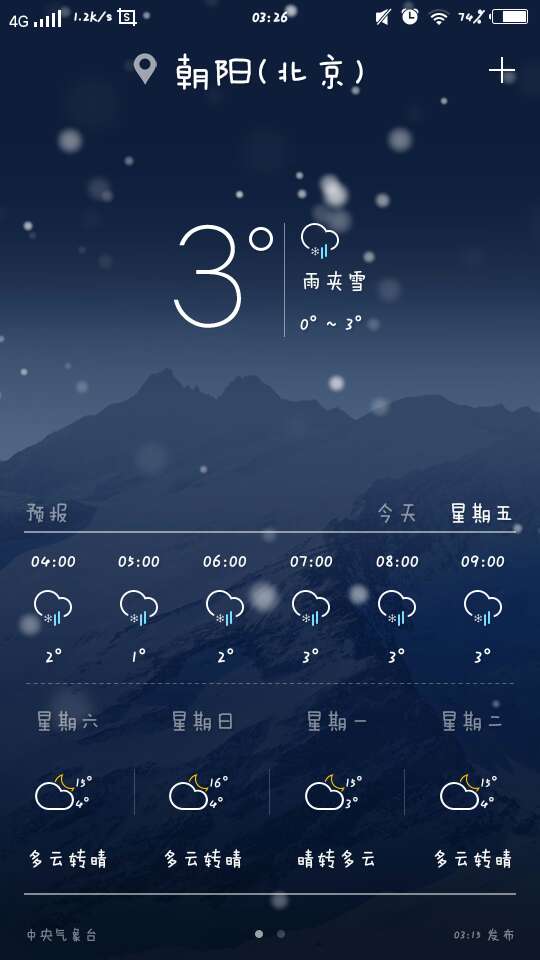 4G 1.2k/s S 03:26 74%
朝阳(北京)
3°
雨夹雪
0° ~ 3°
预报 今天 星期五
04:00 05:00 06:00 07:00 08:00 09:00
2° 1° 2° 3° 3° 3°
星期六 星期日 星期一 星期二
15° 16° 15° 15°
4° 4° 3° 4°
多云转晴 多云转晴 晴转多云 多云转晴
中央气象台 03:15 发布